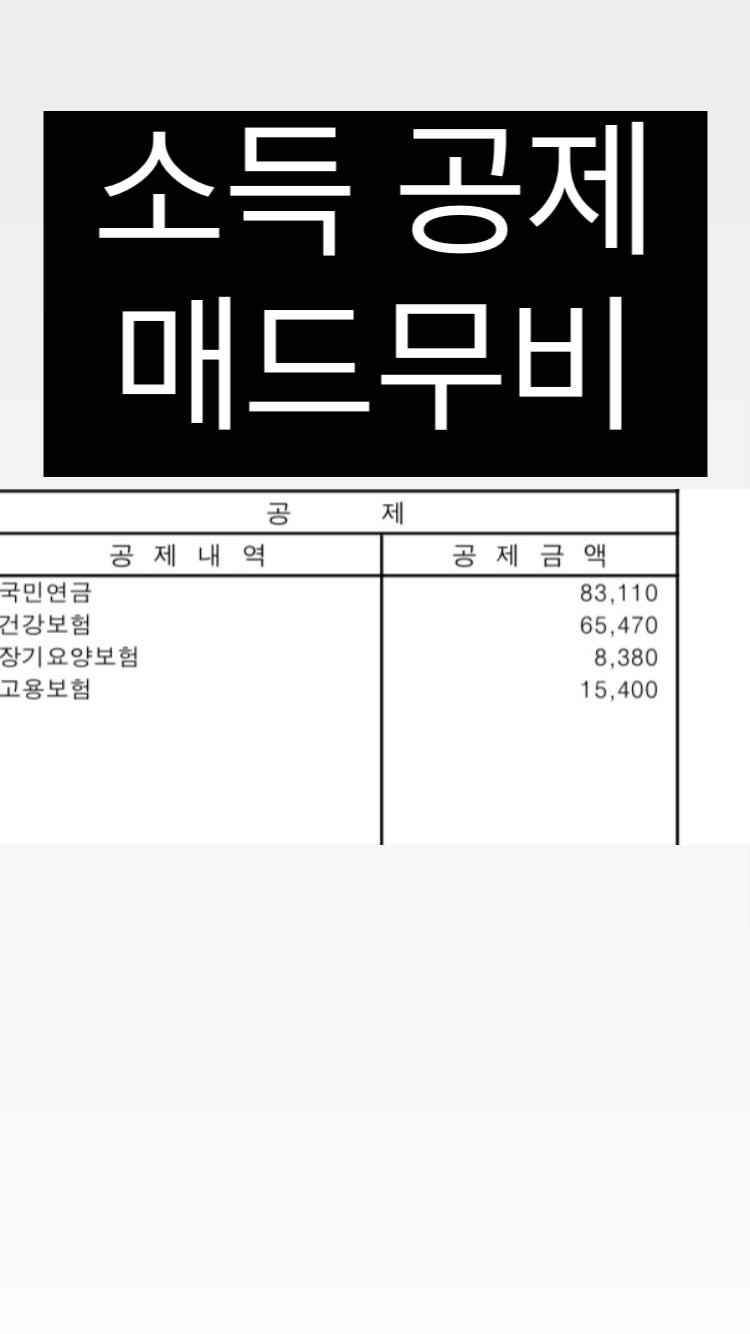 소득 공제
매드무비
공 제
공 제 내 역 공 제 금 액
국민연금 83,110
건강보험 65,470
장기요양보험 8,380
고용보험 15,400